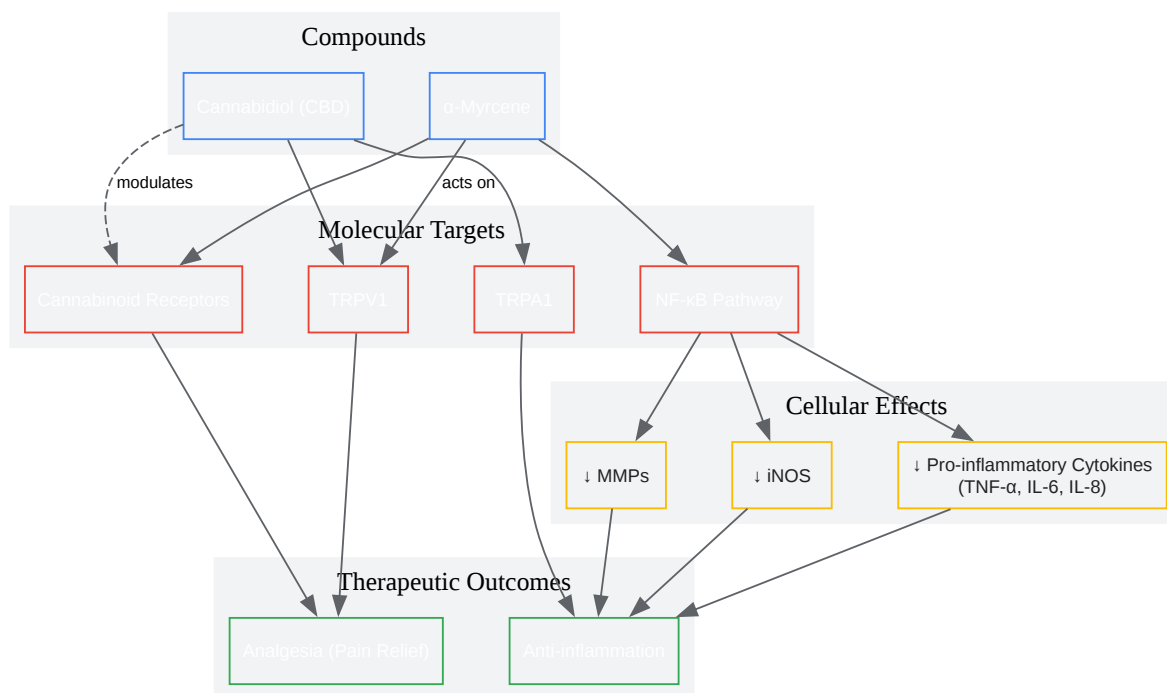 Compounds
Cannabidiol (CBD)
α-Myrcene
modulates
acts on
Molecular Targets
Cannabinoid Receptors
TRPV1
TRPA1
NF-κB Pathway
Cellular Effects
↓ MMPs
↓ iNOS
↓ Pro-inflammatory Cytokines
(TNF-α, IL-6, IL-8)
Therapeutic Outcomes
Analgesia (Pain Relief)
Anti-inflammation